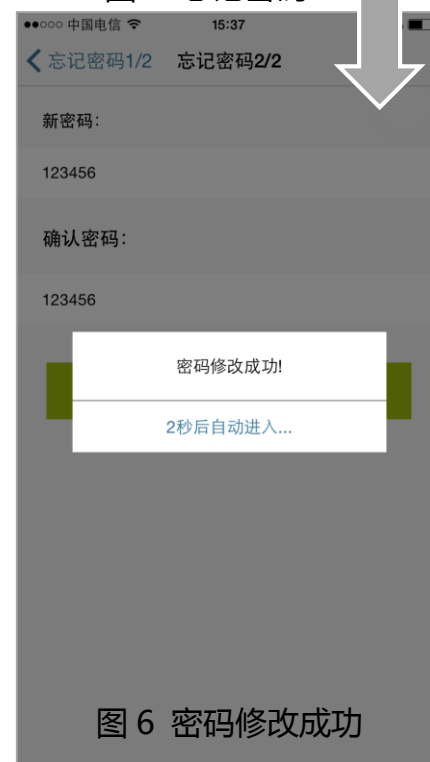 中国电信 15:37
忘记密码1/2 忘记密码2/2
新密码：
123456
确认密码：
123456
密码修改成功!
2秒后自动进入...
图 6 密码修改成功